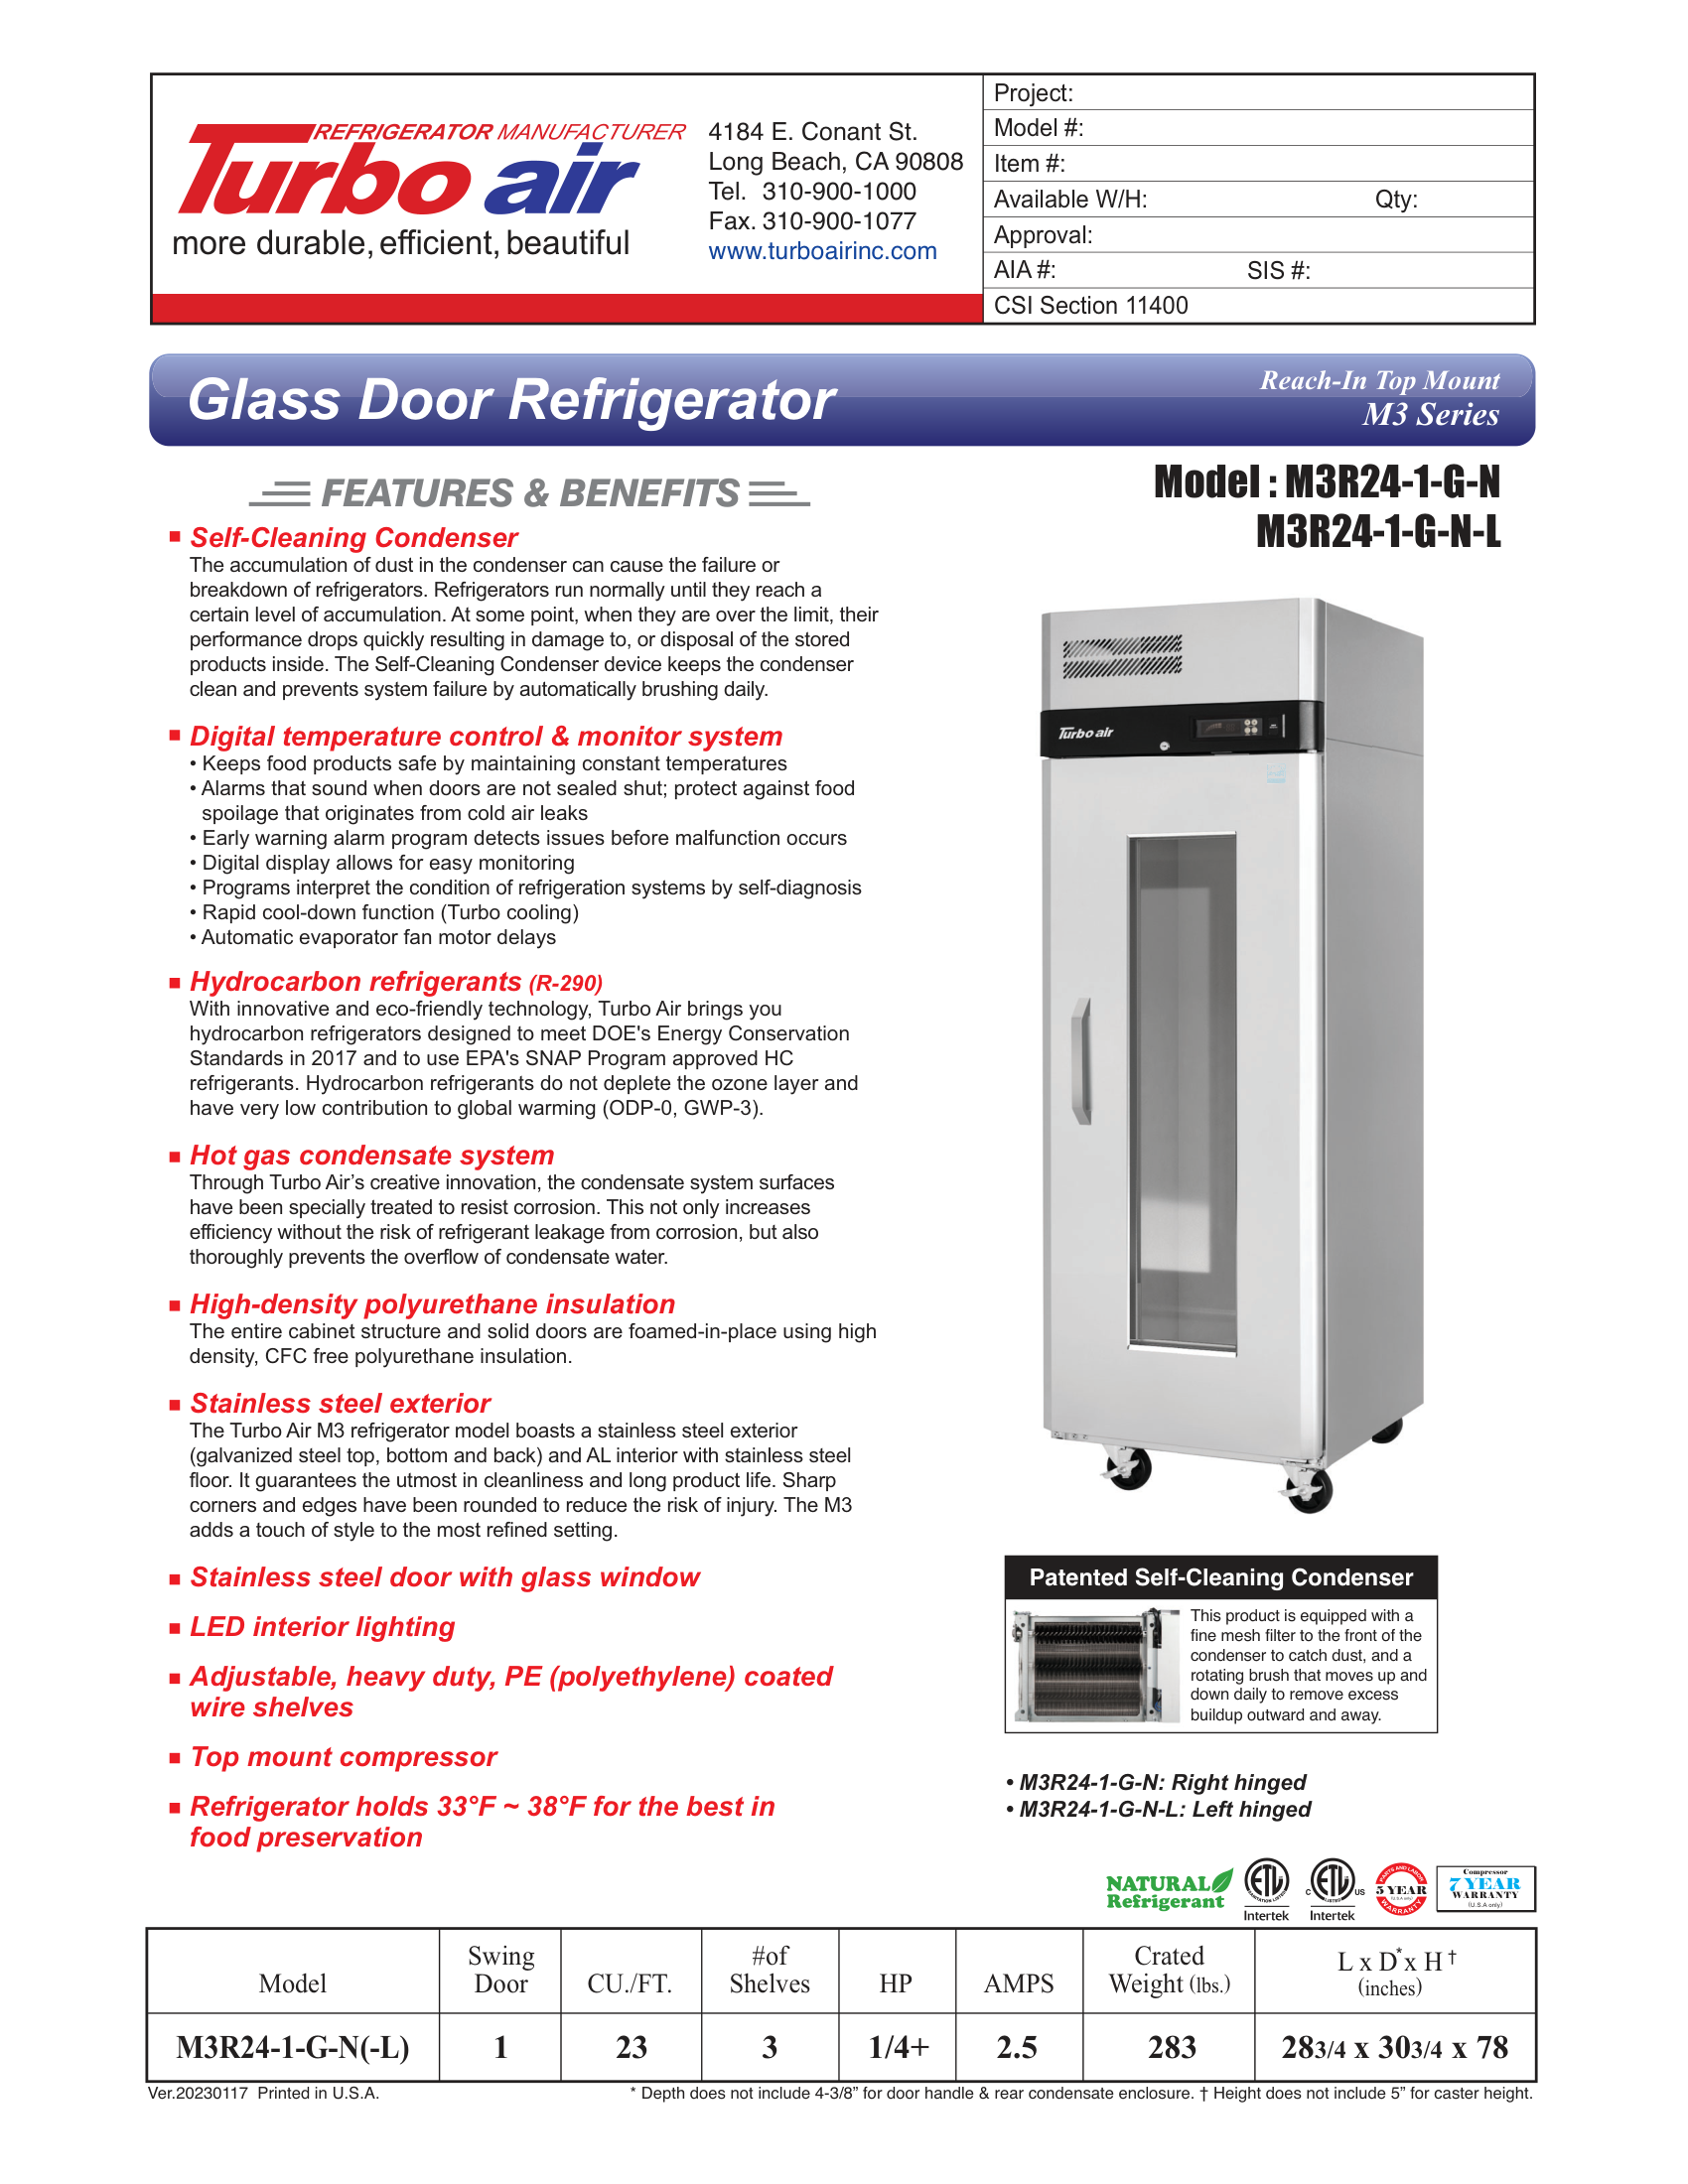 REFRIGERATOR MANUFACTURER
Turbo air
more durable, efficient, beautiful
4184 E. Conant St.
Long Beach, CA 90808
Tel. 310-900-1000
Fax. 310-900-1077
www.turboairinc.com
Project:
Model #:
Item #:
Available W/H: Qty:
Approval:
AIA #: SIS #:
CSI Section 11400
Glass Door Refrigerator
Reach-In Top Mount
M3 Series
FEATURES & BENEFITS
Model : M3R24-1-G-N
M3R24-1-G-N-L
■ Self-Cleaning Condenser
The accumulation of dust in the condenser can cause the failure or
breakdown of refrigerators. Refrigerators run normally until they reach a
certain level of accumulation. At some point, when they are over the limit, their
performance drops quickly resulting in damage to, or disposal of the stored
products inside. The Self-Cleaning Condenser device keeps the condenser
clean and prevents system failure by automatically brushing daily.
■ Digital temperature control & monitor system
• Keeps food products safe by maintaining constant temperatures
• Alarms that sound when doors are not sealed shut; protect against food
spoilage that originates from cold air leaks
• Early warning alarm program detects issues before malfunction occurs
• Digital display allows for easy monitoring
• Programs interpret the condition of refrigeration systems by self-diagnosis
• Rapid cool-down function (Turbo cooling)
• Automatic evaporator fan motor delays
■ Hydrocarbon refrigerants (R-290)
With innovative and eco-friendly technology, Turbo Air brings you
hydrocarbon refrigerators designed to meet DOE's Energy Conservation
Standards in 2017 and to use EPA's SNAP Program approved HC
refrigerants. Hydrocarbon refrigerants do not deplete the ozone layer and
have very low contribution to global warming (ODP-0, GWP-3).
■ Hot gas condensate system
Through Turbo Air's creative innovation, the condensate system surfaces
have been specially treated to resist corrosion. This not only increases
efficiency without the risk of refrigerant leakage from corrosion, but also
thoroughly prevents the overflow of condensate water.
■ High-density polyurethane insulation
The entire cabinet structure and solid doors are foamed-in-place using high
density, CFC free polyurethane insulation.
■ Stainless steel exterior
The Turbo Air M3 refrigerator model boasts a stainless steel exterior
(galvanized steel top, bottom and back) and AL interior with stainless steel
floor. It guarantees the utmost in cleanliness and long product life. Sharp
corners and edges have been rounded to reduce the risk of injury. The M3
adds a touch of style to the most refined setting.
■ Stainless steel door with glass window
■ LED interior lighting
■ Adjustable, heavy duty, PE (polyethylene) coated
wire shelves
■ Top mount compressor
■ Refrigerator holds 33°F ~ 38°F for the best in
food preservation
Turbo air
Patented Self-Cleaning Condenser
This product is equipped with a
fine mesh filter to the front of the
condenser to catch dust, and a
rotating brush that moves up and
down daily to remove excess
buildup outward and away.
• M3R24-1-G-N: Right hinged
• M3R24-1-G-N-L: Left hinged
NATURAL
Refrigerant
ETL
SANITATION LISTED
Intertek
C ETL US
LISTED
Intertek
PARTS AND LABOR
5 YEAR
(U.S.A only)
WARRANTY
Compressor
7 YEAR
WARRANTY
(U.S.A only)
Model Swing Door CU./FT. #of Shelves HP AMPS Crated Weight (lbs.) L x D* x H † (inches)
M3R24-1-G-N(-L) 1 23 3 1/4+ 2.5 283 283/4 x 303/4 x 78
Ver.20230117 Printed in U.S.A. * Depth does not include 4-3/8” for door handle & rear condensate enclosure. † Height does not include 5” for caster height.